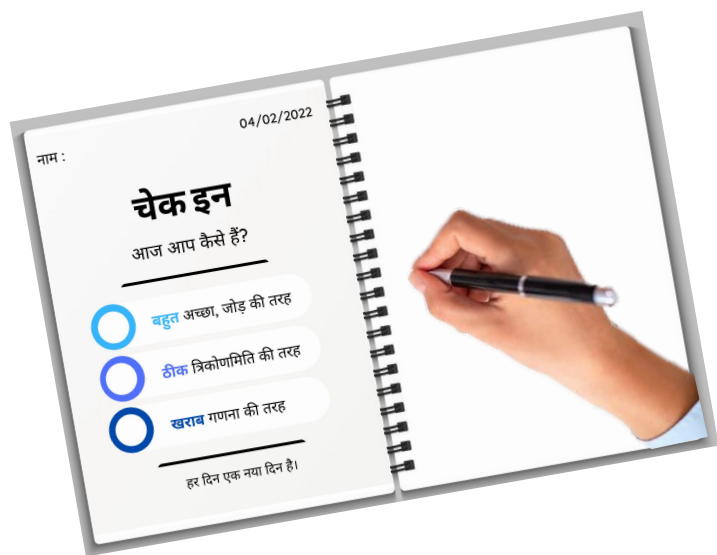 04/02/2022
नाम :
चेक इन
आज आप कैसे हैं?
बहुत अच्छा, जोड़ की तरह
ठीक त्रिकोणमिति की तरह
खराब गणना की तरह
हर दिन एक नया दिन है।